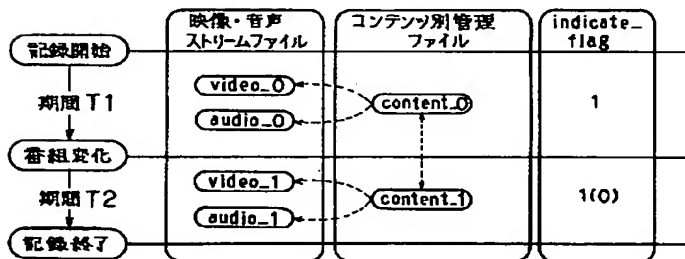 映像・音声
ストリームファイル
コンテンツ別管理
ファイル
indicate_
flag
記録開始
期間T1
video_0
audio_0
content_0
1
番組変化
期間T2
video_1
audio_1
content_1
1(0)
記録終了